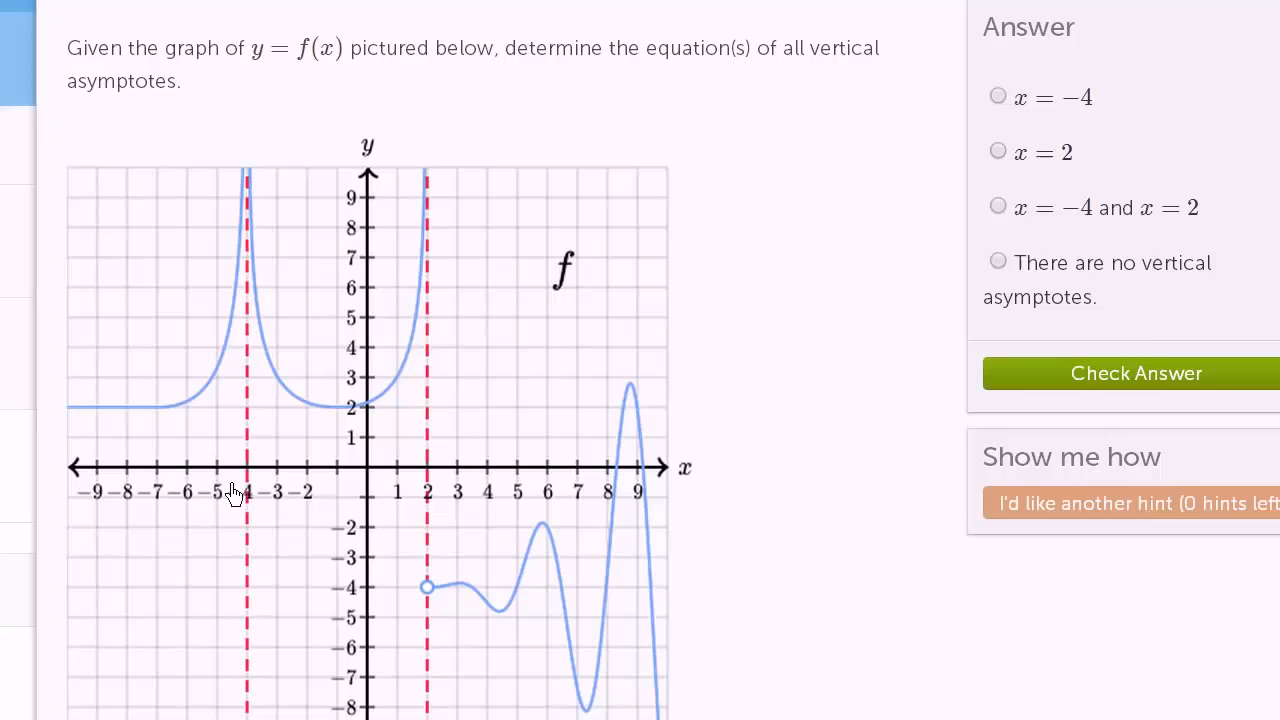 Given the graph of y = f(x) pictured below, determine the equation(s) of all vertical
asymptotes.
y
9
8
7
6
5
4
3
2
1
f
x
−9 −8 −7 −6 −5 −4 −3 −2 1 2 3 4 5 6 7 8 9
−2
−3
−4
−5
−6
−7
−8
Answer
x = −4
x = 2
x = −4 and x = 2
There are no vertical
asymptotes.
Check Answer
Show me how
I'd like another hint (0 hints left